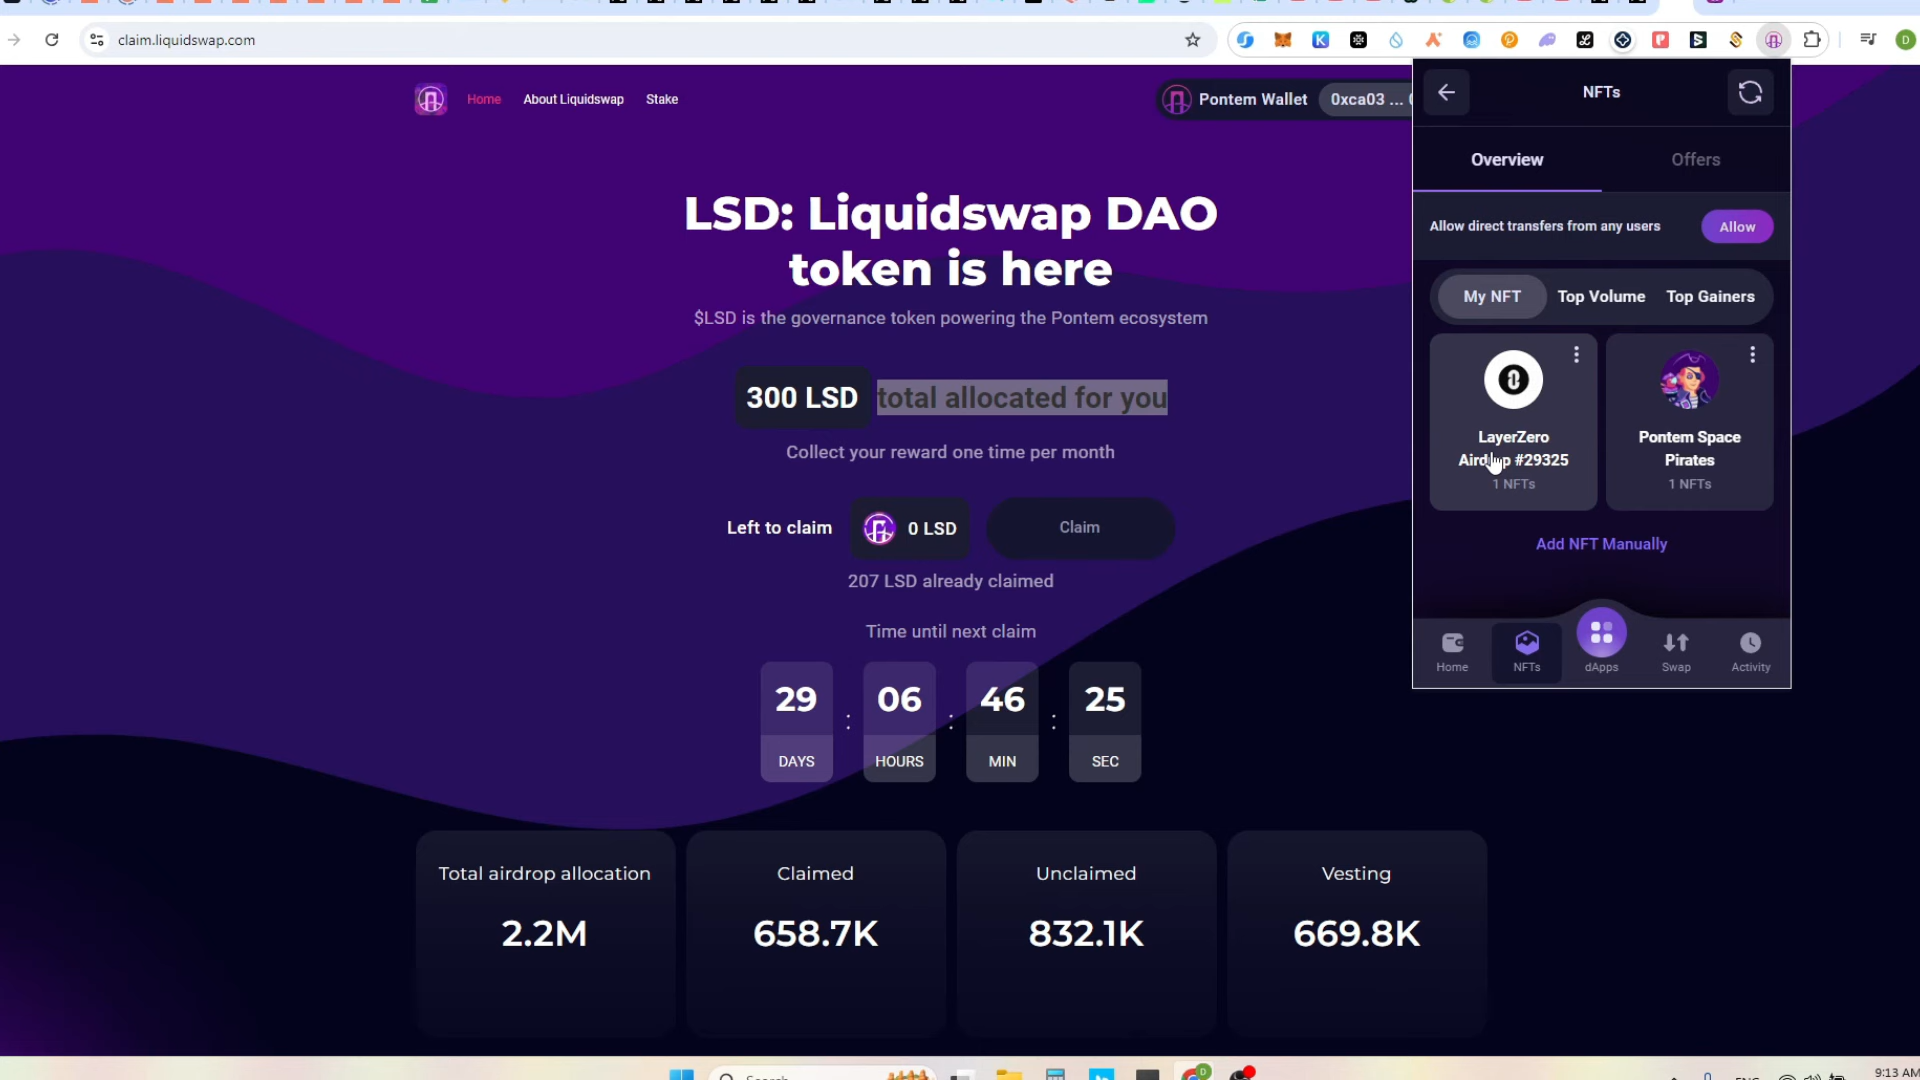 claim.liquidswap.com
D
Home
About Liquidswap
Stake
Pontem Wallet
0xca03 ...
LSD: Liquidswap DAO
token is here
$LSD is the governance token powering the Pontem ecosystem
300 LSD total allocated for you
Collect your reward one time per month
Left to claim
0 LSD
Claim
207 LSD already claimed
Time until next claim
29 : 06 : 46 : 25
DAYS HOURS MIN SEC
Total airdrop allocation
2.2M
Claimed
658.7K
Unclaimed
832.1K
Vesting
669.8K
NFTs
Overview
Offers
Allow direct transfers from any users
Allow
My NFT
Top Volume
Top Gainers
LayerZero
#29325
1 NFTs
Pontem Space
Pirates
1 NFTs
Add NFT Manually
Home
NFTs
dApps
Swap
Activity
Search
9:13 AM